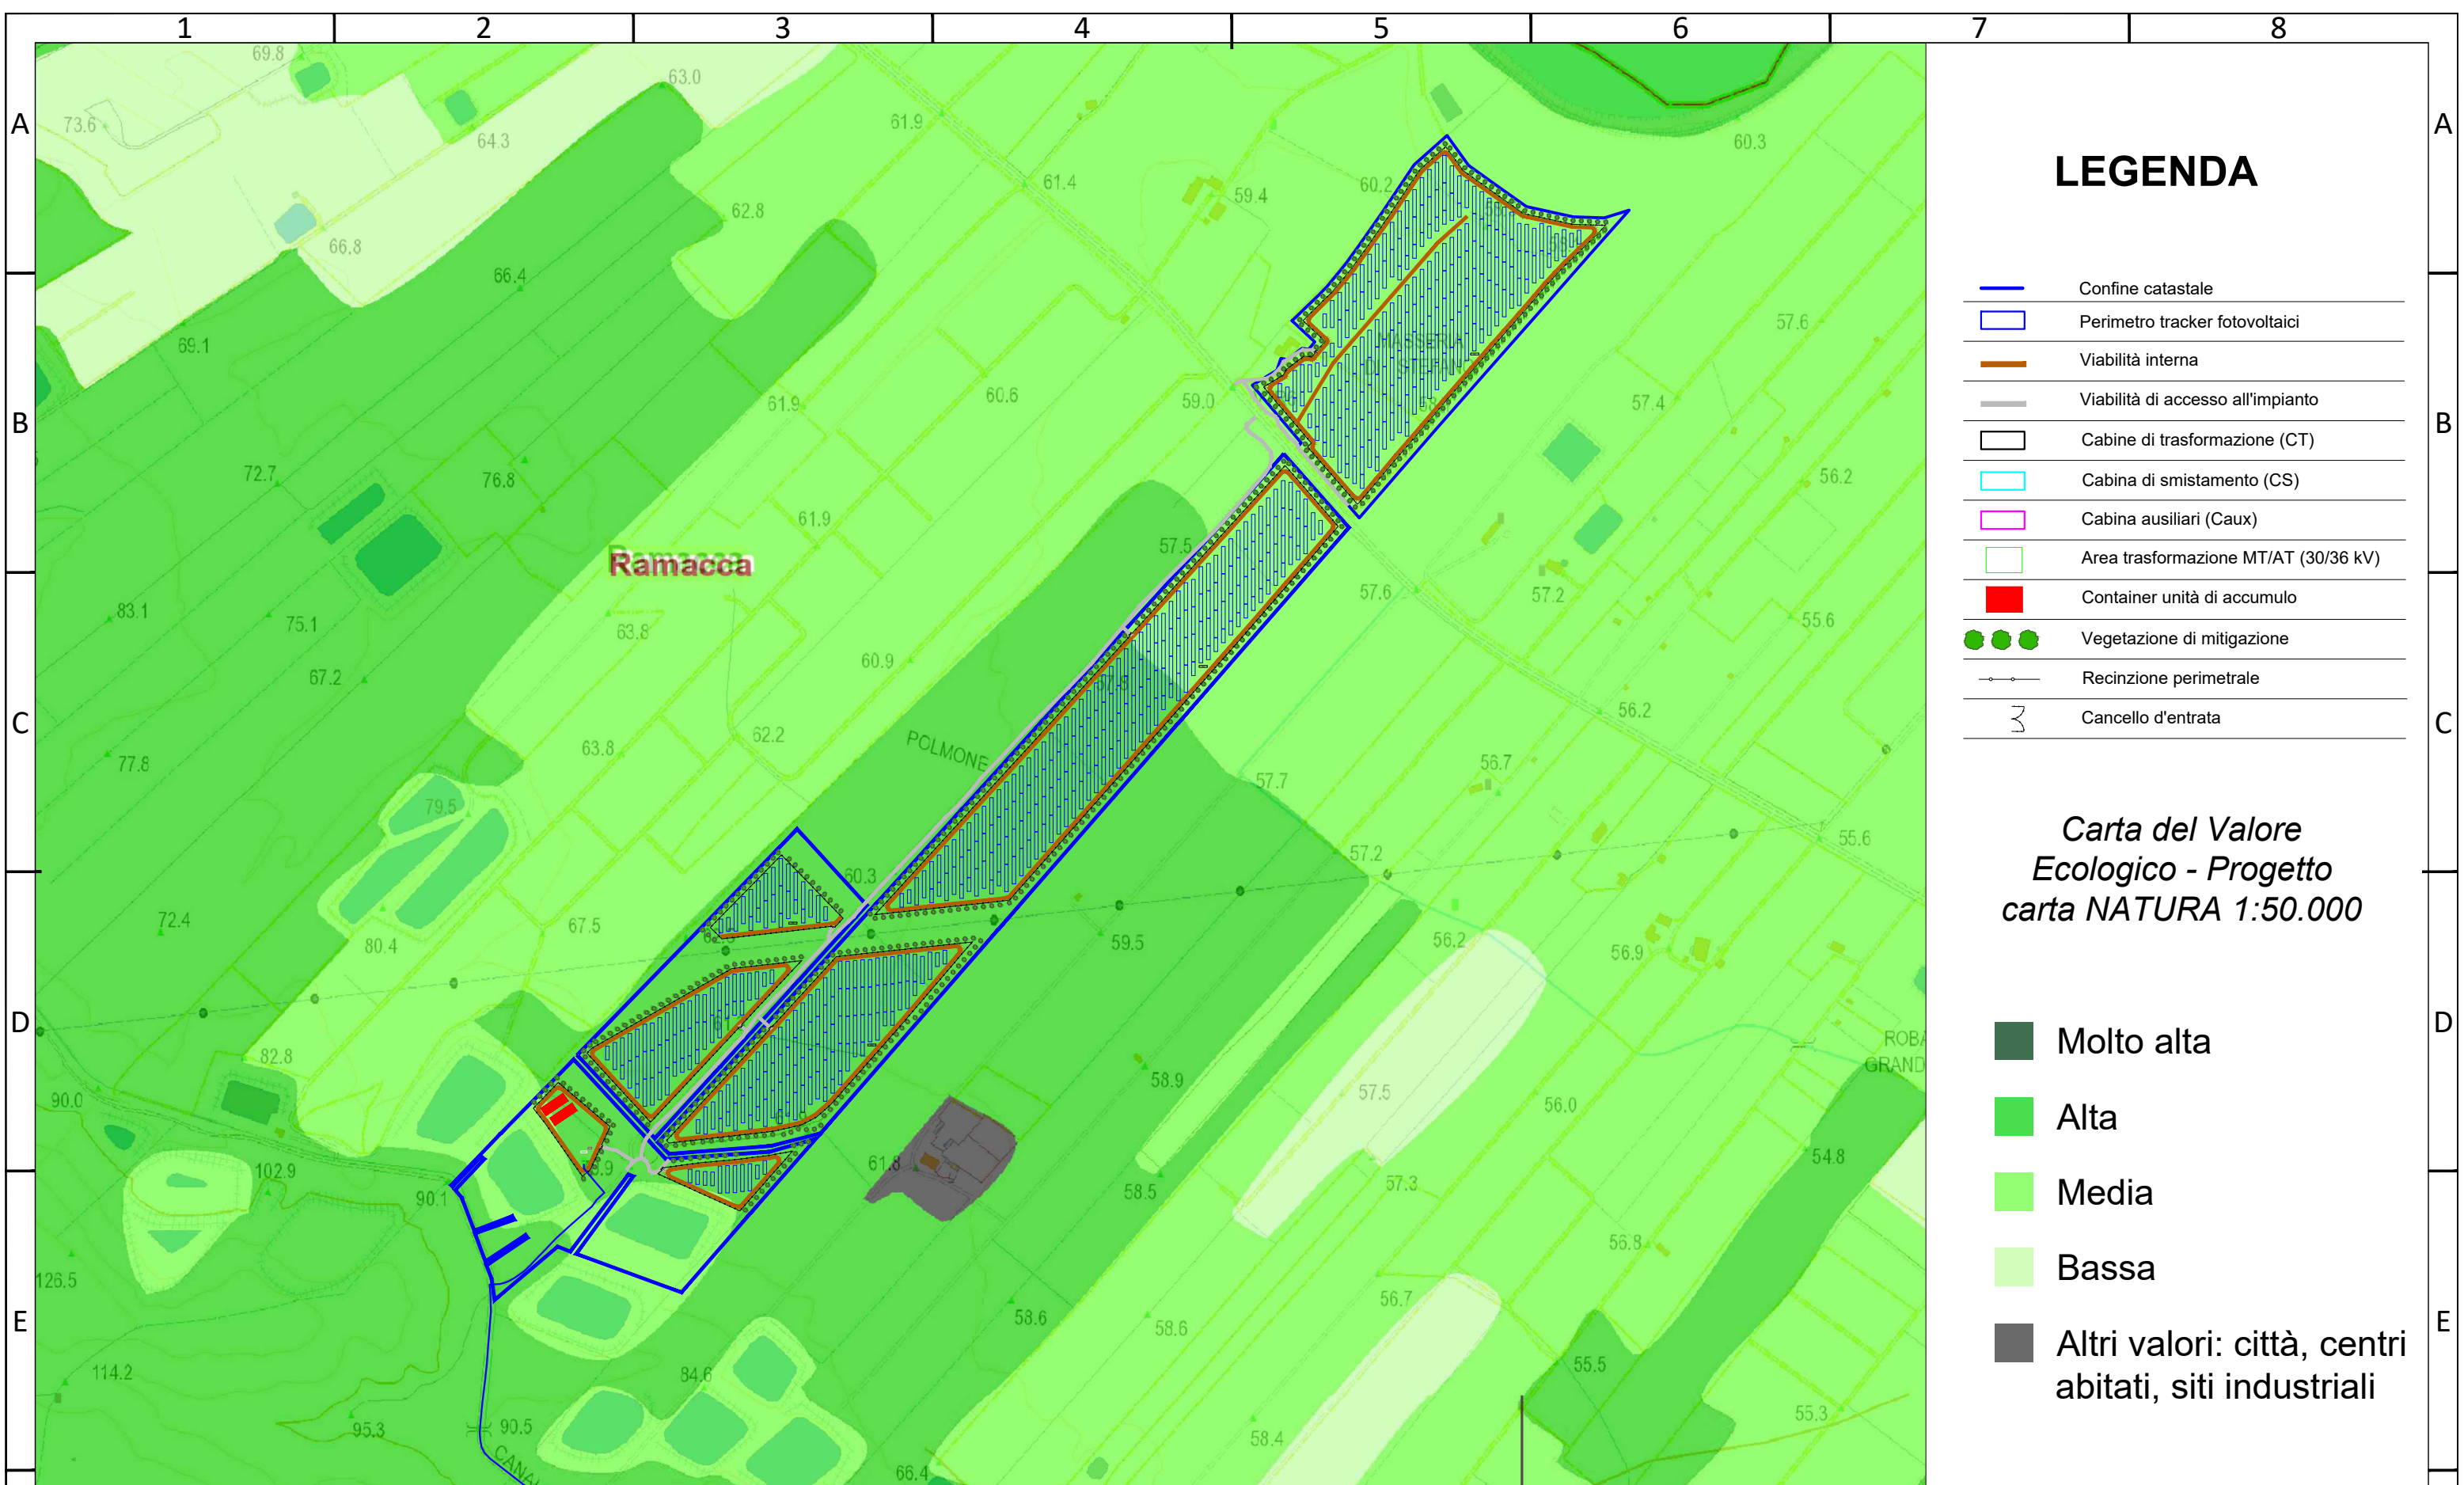 1 2 3 4 5 6 7 8
A A
B B
C C
D D
E E
69.8
63.0
73.6
64.3
61.9
60.3
61.4
60.2
59.4
62.8
66.8
66.4
57.6
69.1
MASSERIA
61.9
60.6
59.0
57.4
72.7
76.8
56.2
61.9
57.5
Ramacca
83.1
75.1
63.8
57.6
57.2
55.6
67.2
60.9
56.2
POLMONE
63.8
62.2
77.8
57.7
56.7
79.5
57.2
55.6
60.3
72.4
80.4
67.5
59.5
56.2
56.9
ROBA
GRAND
82.8
90.0
58.9
57.5
56.0
102.9
90.1
61.8
58.5
57.3
54.8
126.5
56.8
58.6
58.6
56.7
114.2
84.6
55.5
95.3
90.5
CANA
66.4
58.4
55.3
LEGENDA
Confine catastale
Perimetro tracker fotovoltaici
Viabilità interna
Viabilità di accesso all'impianto
Cabine di trasformazione (CT)
Cabina di smistamento (CS)
Cabina ausiliari (Caux)
Area trasformazione MT/AT (30/36 kV)
Container unità di accumulo
Vegetazione di mitigazione
Recinzione perimetrale
Cancello d'entrata
Carta del Valore
Ecologico - Progetto
carta NATURA 1:50.000
Molto alta
Alta
Media
Bassa
Altri valori: città, centri
abitati, siti industriali